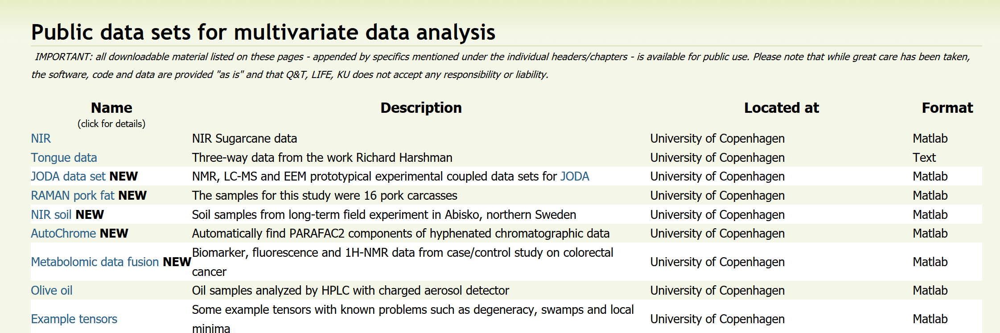 Public data sets for multivariate data analysis
IMPORTANT: all downloadable material listed on these pages - appended by specifics mentioned under the individual headers/chapters - is available for public use. Please note that while great care has been taken,
the software, code and data are provided "as is" and that Q&T, LIFE, KU does not accept any responsibility or liability.
Name Description Located at Format
(click for details)
NIR NIR Sugarcane data University of Copenhagen Matlab
Tongue data Three-way data from the work Richard Harshman University of Copenhagen Text
JODA data set NEW NMR, LC-MS and EEM prototypical experimental coupled data sets for JODA University of Copenhagen Matlab
RAMAN pork fat NEW The samples for this study were 16 pork carcasses University of Copenhagen Matlab
NIR soil NEW Soil samples from long-term field experiment in Abisko, northern Sweden University of Copenhagen Matlab
AutoChrome NEW Automatically find PARAFAC2 components of hyphenated chromatographic data University of Copenhagen Matlab
Metabolomic data fusion NEW Biomarker, fluorescence and 1H-NMR data from case/control study on colorectal
cancer University of Copenhagen Matlab
Olive oil Oil samples analyzed by HPLC with charged aerosol detector University of Copenhagen Matlab
Example tensors Some example tensors with known problems such as degeneracy, swamps and local
minima University of Copenhagen Matlab